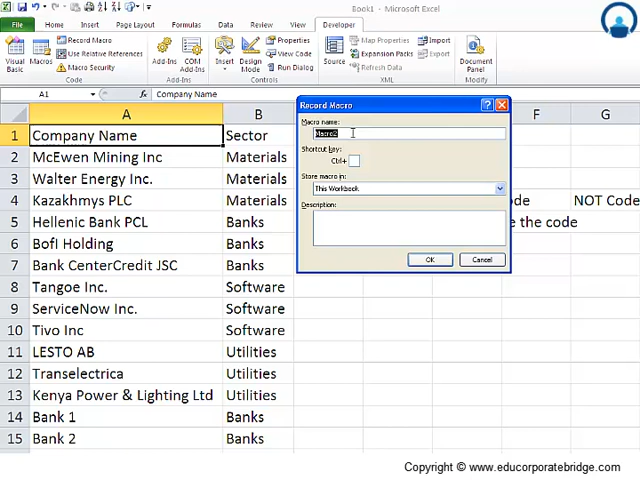 Book1 - Microsoft Excel
File Home Insert Page Layout Formulas Data Review View Developer
Visual Basic
Macros
Record Macro
Use Relative References
Macro Security
Code
Add-Ins
COM Add-Ins
Add-Ins
Insert
Design Mode
Properties
View Code
Run Dialog
Controls
Source
Map Properties
Expansion Packs
Refresh Data
Import
Export
XML
Document Panel
Modify
A1 fx Company Name
A B F G
1 Company Name Sector
2 McEwen Mining Inc Materials
3 Walter Energy Inc. Materials
4 Kazakhmys PLC Materials ode NOT Code
5 Hellenic Bank PCL Banks e the code
6 BofI Holding Banks
7 Bank CenterCredit JSC Banks
8 Tangoe Inc. Software
9 ServiceNow Inc. Software
10 Tivo Inc Software
11 LESTO AB Utilities
12 Transelectrica Utilities
13 Kenya Power & Lighting Ltd Utilities
14 Bank 1 Banks
15 Bank 2 Banks
Record Macro
Macro name:
Macro2
Shortcut key:
Ctrl+
Store macro in:
This Workbook
Description:
OK Cancel
Copyright © www.educorporatebridge.com